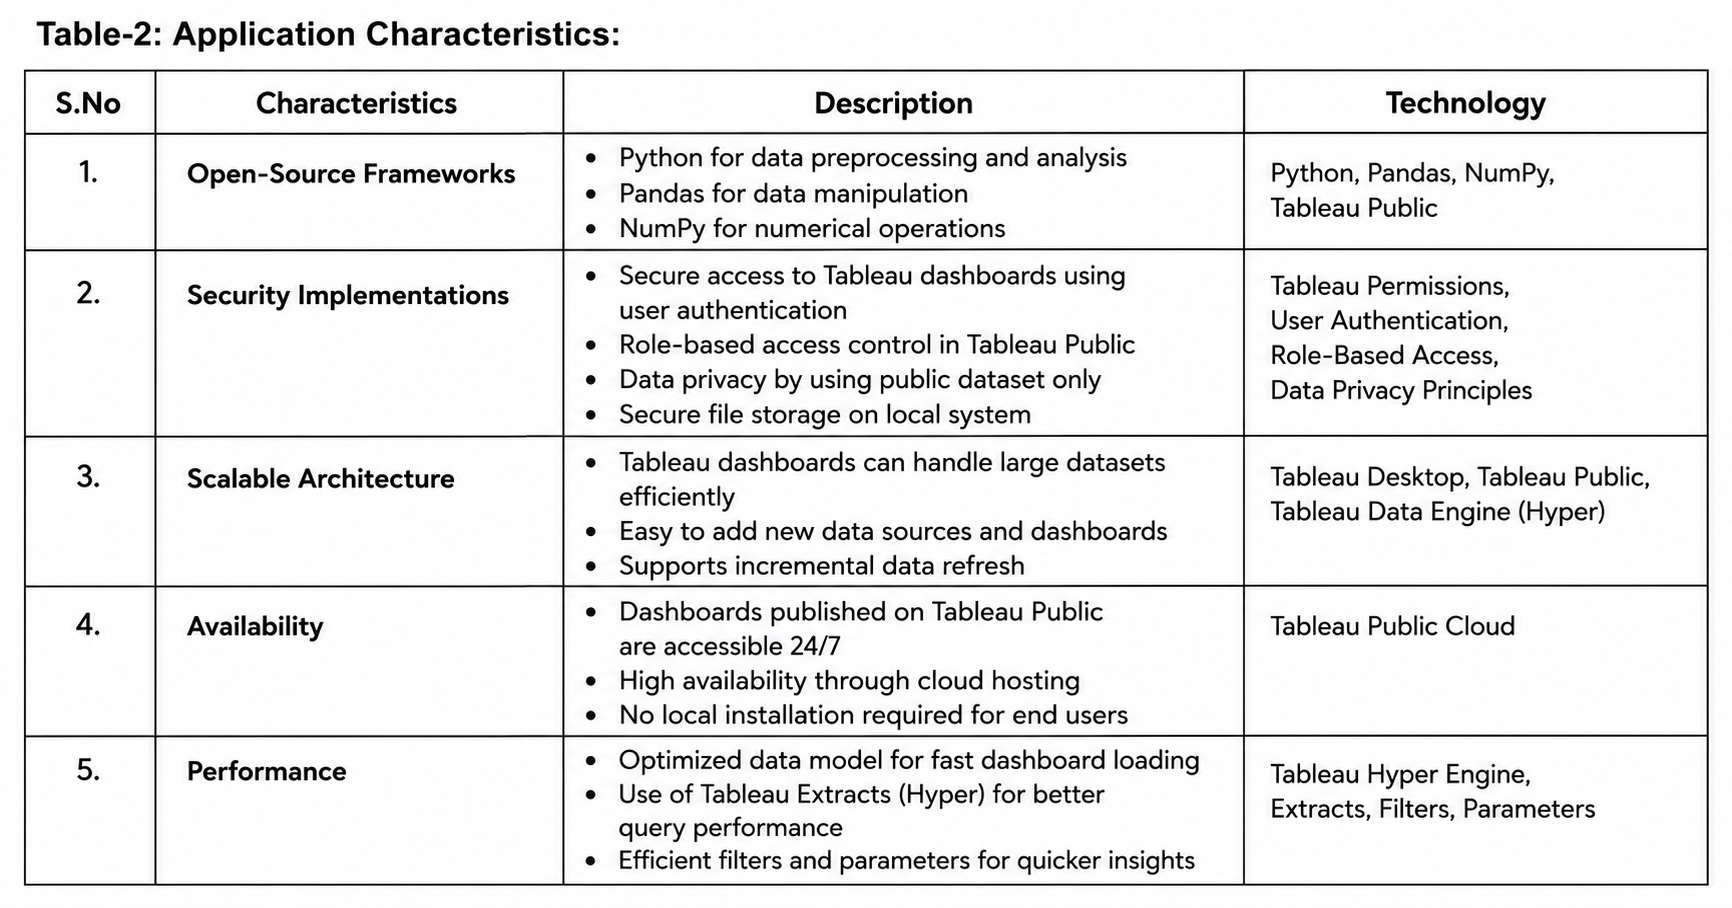 Table-2: Application Characteristics:
S.No Characteristics Description Technology
1. Open-Source Frameworks
• Python for data preprocessing and analysis
• Pandas for data manipulation
• NumPy for numerical operations
Python, Pandas, NumPy,
Tableau Public
2. Security Implementations
• Secure access to Tableau dashboards using
user authentication
• Role-based access control in Tableau Public
• Data privacy by using public dataset only
• Secure file storage on local system
Tableau Permissions,
User Authentication,
Role-Based Access,
Data Privacy Principles
3. Scalable Architecture
• Tableau dashboards can handle large datasets
efficiently
• Easy to add new data sources and dashboards
• Supports incremental data refresh
Tableau Desktop, Tableau Public,
Tableau Data Engine (Hyper)
4. Availability
• Dashboards published on Tableau Public
are accessible 24/7
• High availability through cloud hosting
• No local installation required for end users
Tableau Public Cloud
5. Performance
• Optimized data model for fast dashboard loading
• Use of Tableau Extracts (Hyper) for better
query performance
• Efficient filters and parameters for quicker insights
Tableau Hyper Engine,
Extracts, Filters, Parameters